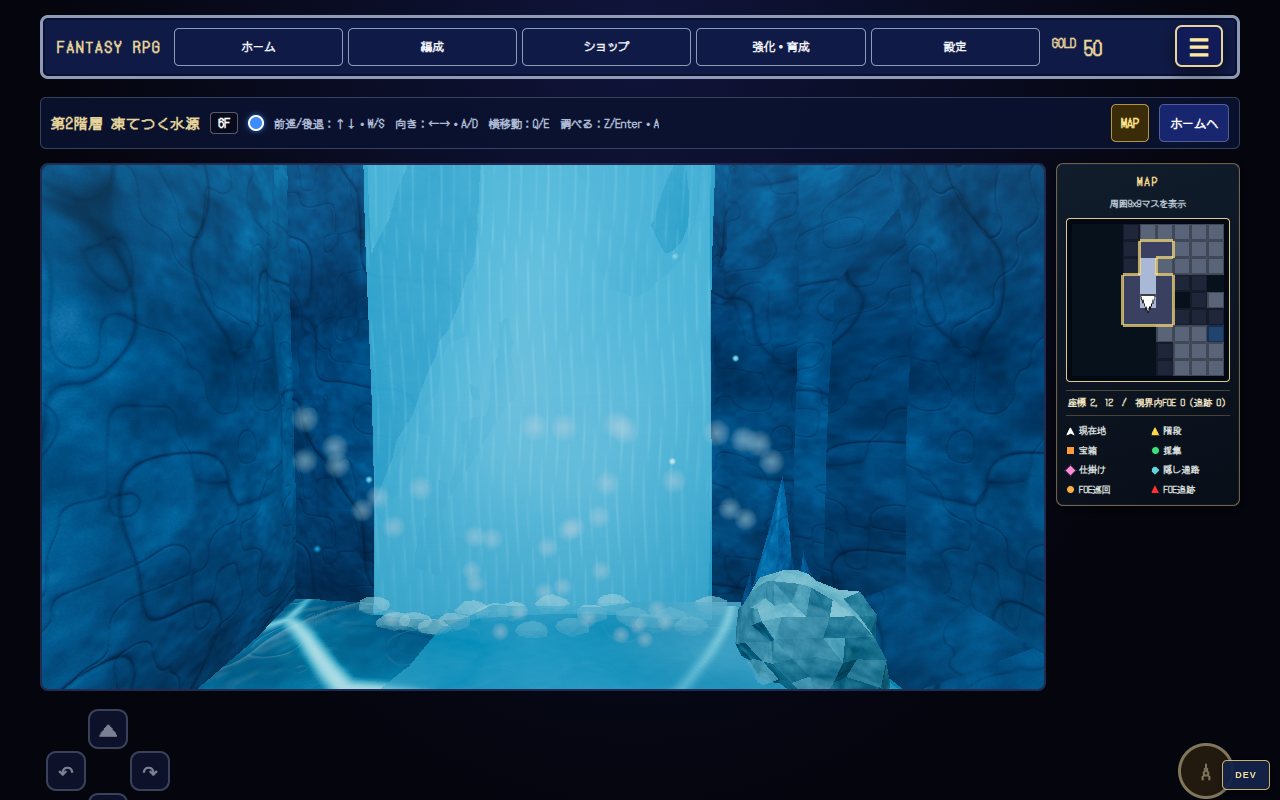 FANTASY RPG
ホーム
編成
ショップ
強化・育成
設定
GOLD 50
第2階層 凍てつく水源
6F
前進/後退：↑↓・W/S 向き：←→・A/D 横移動：Q/E 調べる：Z/Enter・A
MAP
ホームへ
MAP
周囲9x9マスを表示
座標 2, 12 / 視界内FOE 0（追跡 0）
現在地
階段
宝箱
採集
仕掛け
隠し通路
FOE巡回
FOE追跡
A
DEV